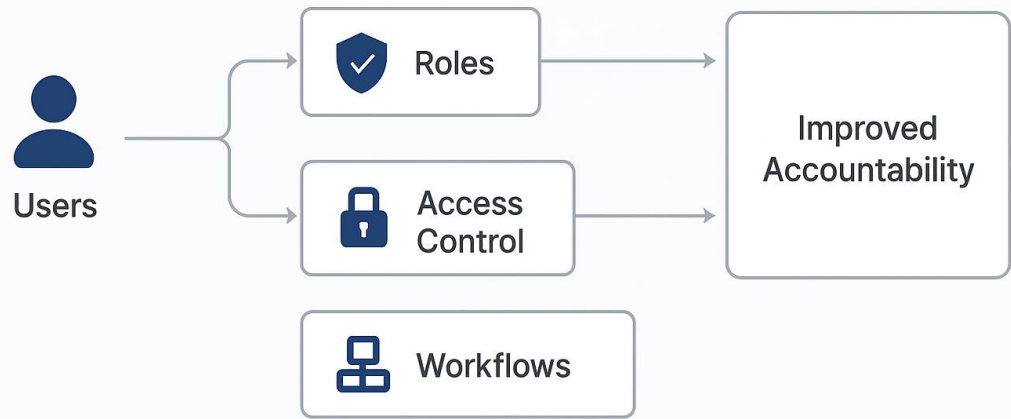 Users
Roles
Access
Control
Workflows
Improved
Accountability